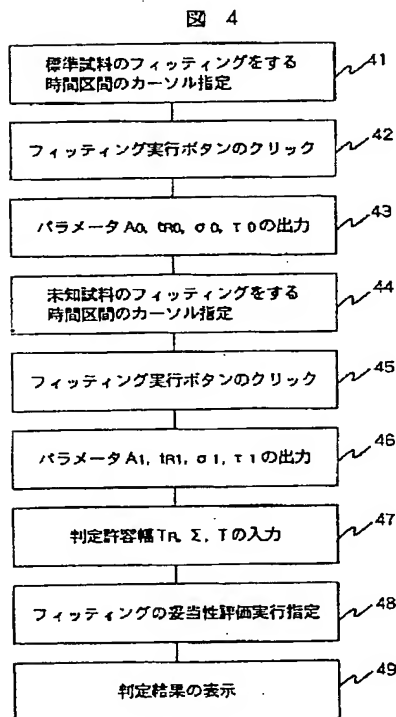 図 4
標準試料のフィッティングをする
時間区間のカーソル指定
41
フィッティング実行ボタンのクリック
42
パラメータ A0, tR0, σ0, τ0の出力
43
未知試料のフィッティングをする
時間区間のカーソル指定
44
フィッティング実行ボタンのクリック
45
パラメータ A1, tR1, σ1, τ1の出力
46
判定許容幅TR, Σ, Tの入力
47
フィッティングの妥当性評価実行指定
48
判定結果の表示
49